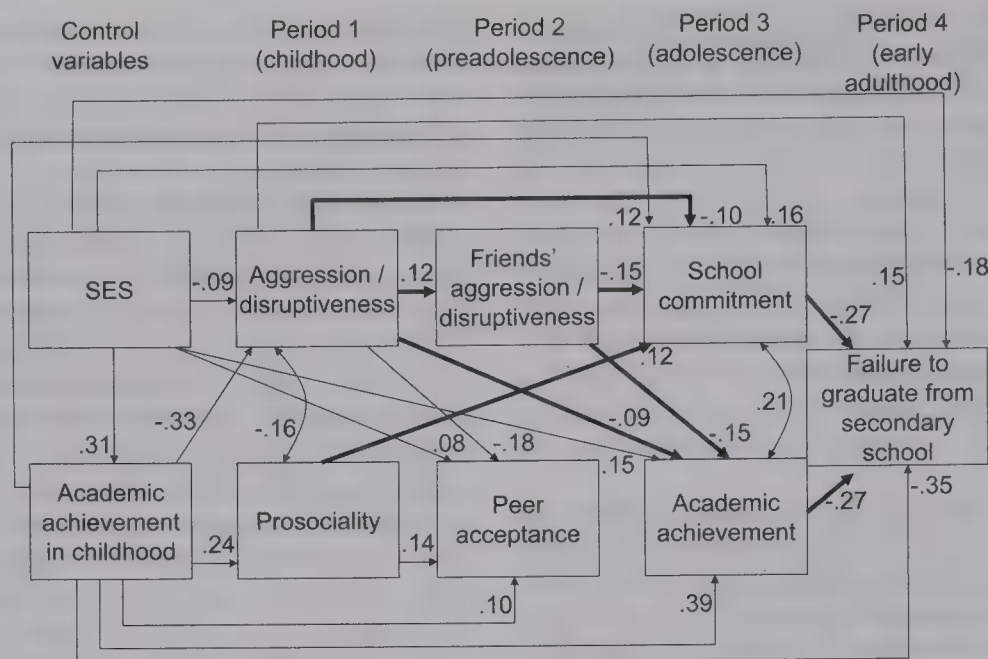 Control variables
Period 1 (childhood)
Period 2 (preadolescence)
Period 3 (adolescence)
Period 4 (early adulthood)
.12
-.10
.16
SES
-.09
Aggression / disruptiveness
.12
Friends' aggression / disruptiveness
-.15
School commitment
.15
-.18
-.27
.12
Failure to graduate from secondary school
.31
-.33
-.16
.08
-.18
-.09
.15
-.15
.21
Academic achievement in childhood
.24
Prosociality
.14
Peer acceptance
Academic achievement
-.27
-.35
.10
.39